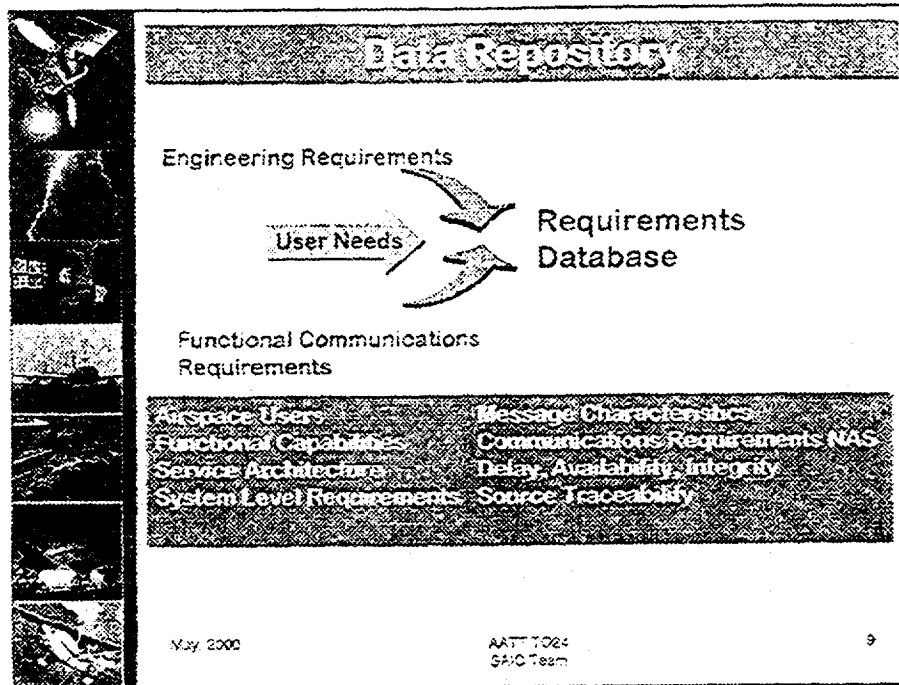 Data Repository
Engineering Requirements
User Needs
Requirements
Database
Functional Communications
Requirements
Airspace Users
Functional Capabilities
Service Architecture
System Level Requirements
Message Characteristics
Communications Requirements NAS
Delay, Availability, Integrity
Source Traceability
May, 2000
AATT TO24
SAIC Team
9